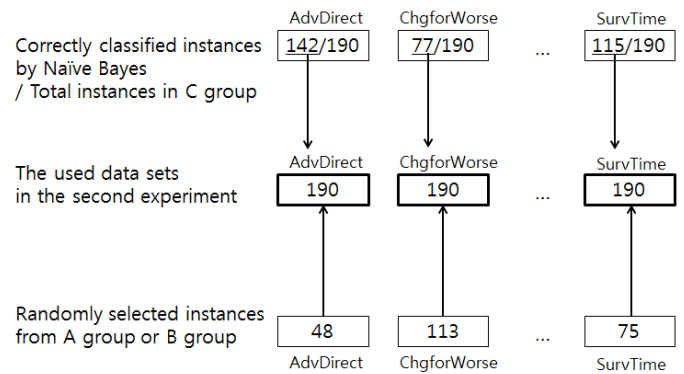 AdvDirect ChgforWorse SurvTime
Correctly classified instances 142/190 77/190 ... 115/190
by Naïve Bayes
/ Total instances in C group
AdvDirect ChgforWorse SurvTime
The used data sets
in the second experiment 190 190 ... 190
Randomly selected instances
from A group or B group 48 113 ... 75
AdvDirect ChgforWorse SurvTime